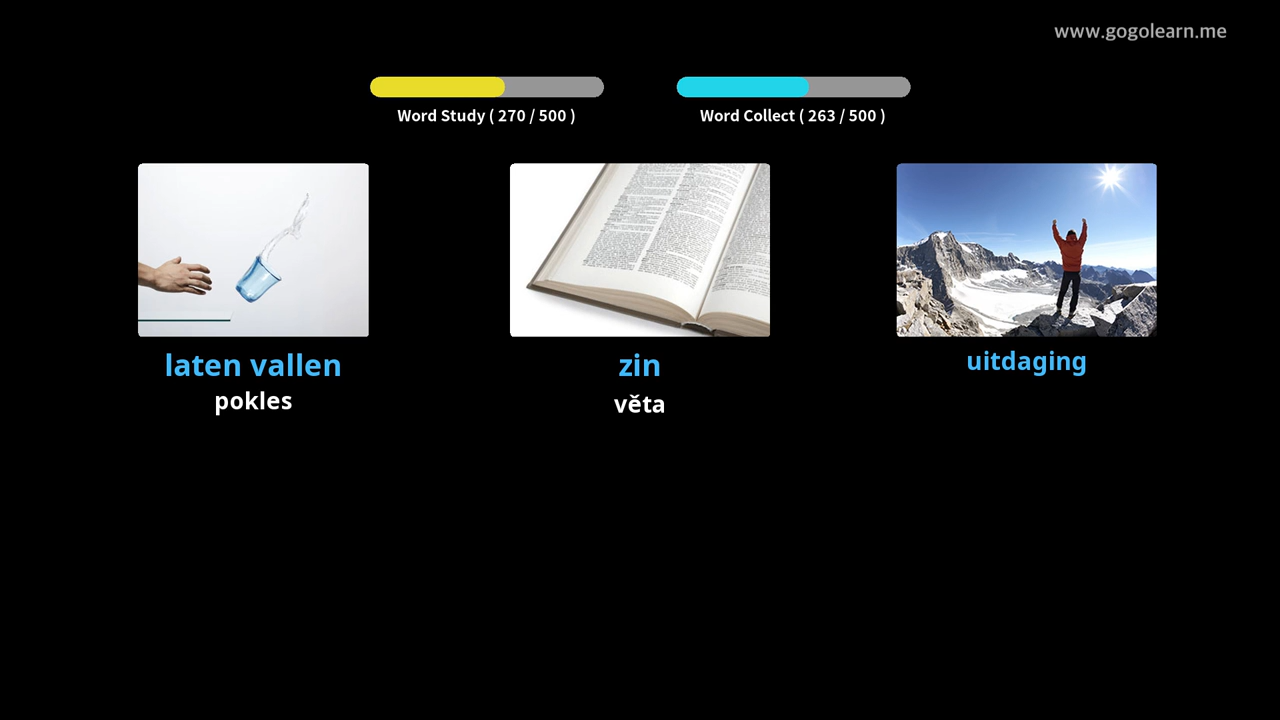 www.gogolearn.me
Word Study ( 270 / 500 )
Word Collect ( 263 / 500 )
laten vallen
zin
uitdaging
pokles
věta